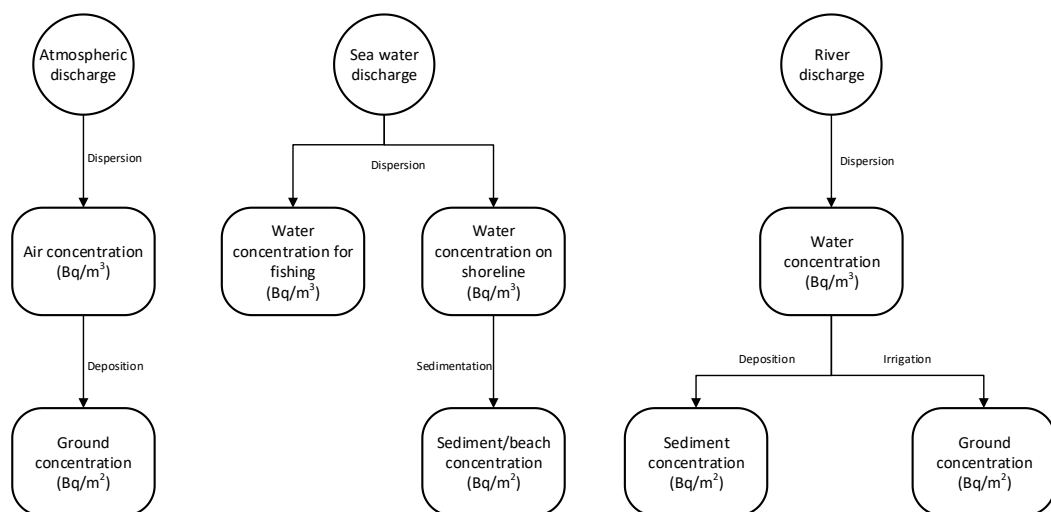 Atmospheric
discharge
Sea water
discharge
River
discharge
Dispersion
Dispersion
Dispersion
Air concentration
(Bq/m³)
Water
concentration for
fishing
(Bq/m³)
Water
concentration on
shoreline
(Bq/m³)
Water
concentration
(Bq/m³)
Deposition
Sedimentation
Deposition
Irrigation
Ground
concentration
(Bq/m²)
Sediment/beach
concentration
(Bq/m²)
Sediment
concentration
(Bq/m²)
Ground
concentration
(Bq/m²)